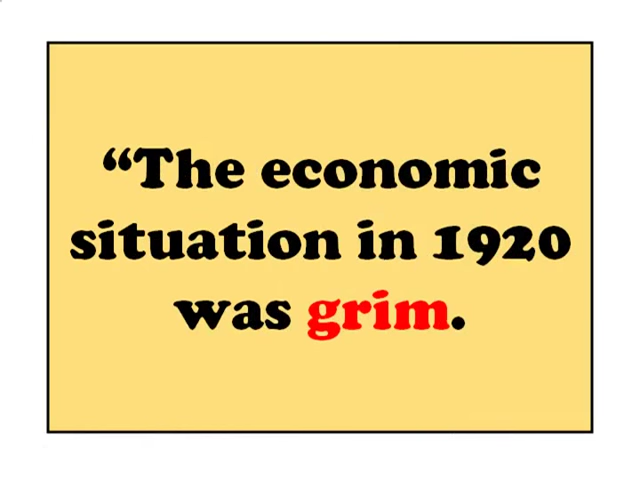 “The economic
situation in 1920
was grim.